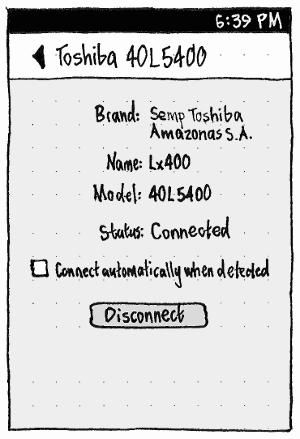 6:39 PM
Toshiba 40L5400
Brand: Semp Toshiba
Amazonas S.A.
Name: Lx400
Model: 40L5400
Status: Connected
Connect automatically when detected
Disconnect